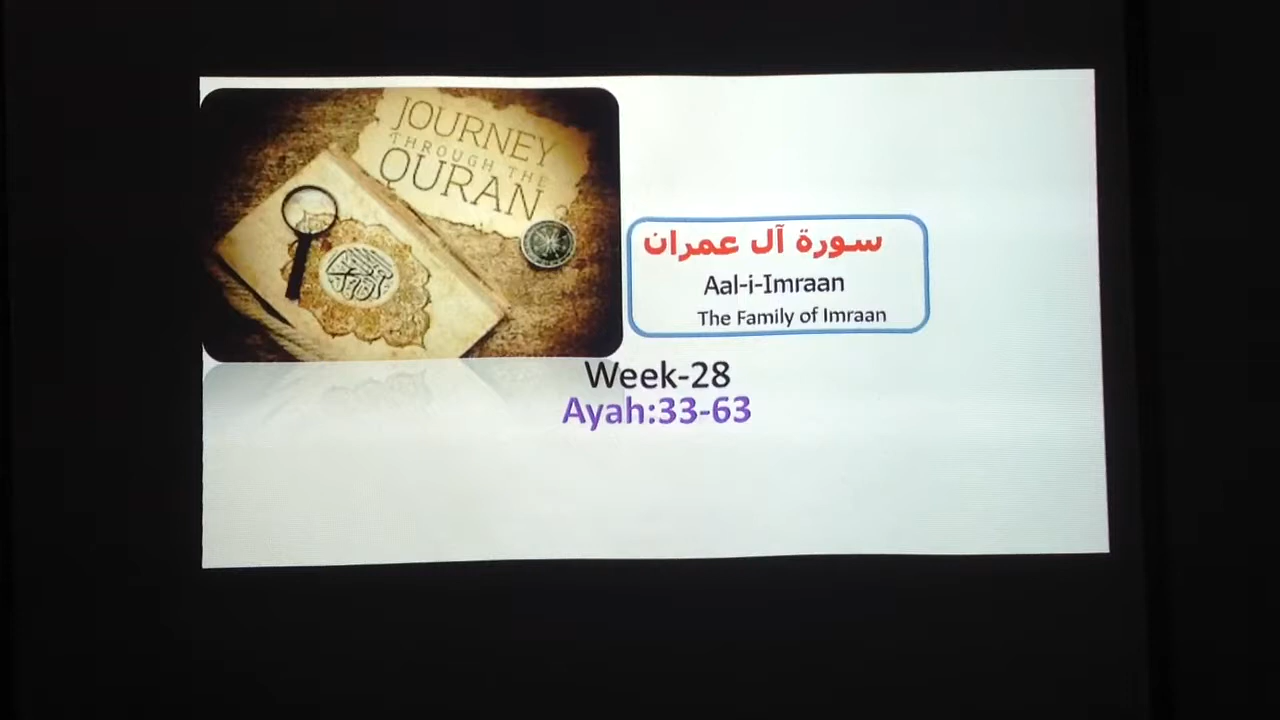 JOURNEY
THROUGH THE
QURAN
سورة آل عمران
Aal-i-Imraan
The Family of Imraan
Week-28
Ayah:33-63